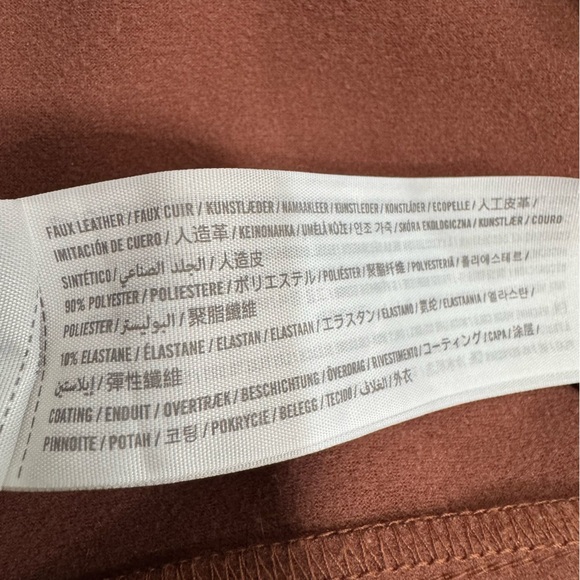 FAUX LEATHER / FAUX CUIR / KUNSTLÆDER / NAMAAKLEER / KUNSTLEDER / KONSTLÄDER / ECOPELLE / 人工皮革 /
IMITACIÓN DE CUERO / 人造革 / KEINONAHKA / UMĚLÁ KŮŽE / 인조 가죽 / SKÓRA EKOLOGICZNA / KUNSTLÆR / COURO
SINTÉTICO / الجلد الصناعي / 人造皮
90% POLYESTER / POLIESTERE / ポリエステル / POLIÉSTER / 聚酯纤维 / POLYESTERIÄ / 폴리에스테르 /
POLIESTER / البوليستر / 聚脂纖維
10% ELASTANE / ÉLASTANE / ELASTAN / ELASTAAN / エラスタン / ELASTANO / 氨纶 / ELASTAANIA / 엘라스탄 /
إيلاستين / 彈性纖維
COATING / ENDUIT / OVERTRÆK / BESCHICHTUNG / ÖVERDRAG / RIVESTIMENTO / コーティング / CAPA / 涂层 /
PINNOITE / POTAH / 코팅 / POKRYCIE / BELEGG / TECIDO / الغلاف / 外衣